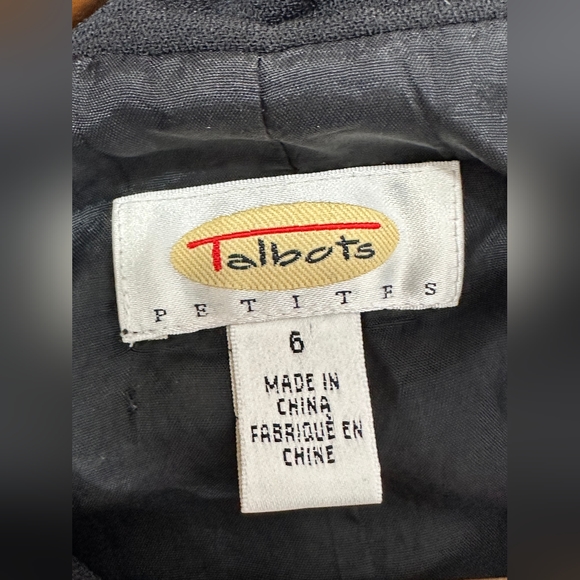 Talbots
PETITES
6
MADE IN
CHINA
FABRIQUÉ EN
CHINE